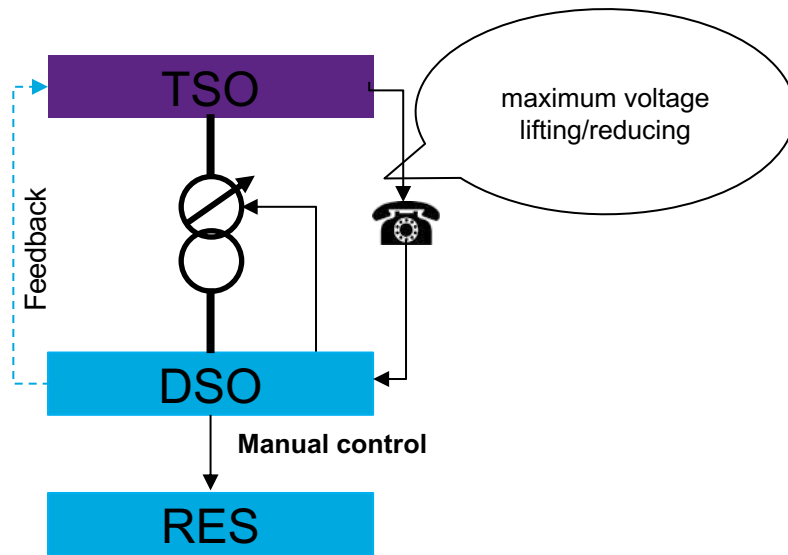 TSO
maximum voltage
lifting/reducing
Feedback
DSO
Manual control
RES